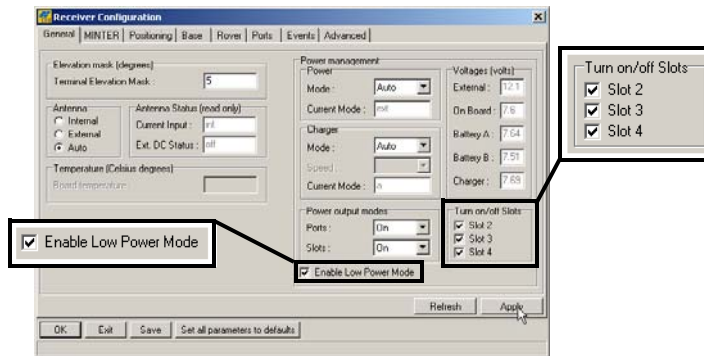 Receiver Configuration
General MINTER Positioning Base Rover Ports Events Advanced
Elevation mask (degrees)
Terminal Elevation Mask : 5
Antenna
Internal
External
Auto
Antenna Status (read only)
Current Input : int
Ext. DC Status : off
Temperature (Celsius degrees)
Board temperature :
Power management
Power
Mode : Auto
Current Mode :
Charger
Mode : Auto
Speed :
Current Mode : a
Power output modes
Ports : On
Slots : On
Enable Low Power Mode
Voltages (volts)
External : 12.1
On Board : 7.6
Battery A : 7.64
Battery B : 7.51
Charger : 7.69
Turn on/off Slots
Slot 2
Slot 3
Slot 4
Refresh Apply
OK Exit Save Set all parameters to defaults
Enable Low Power Mode
Turn on/off Slots
Slot 2
Slot 3
Slot 4